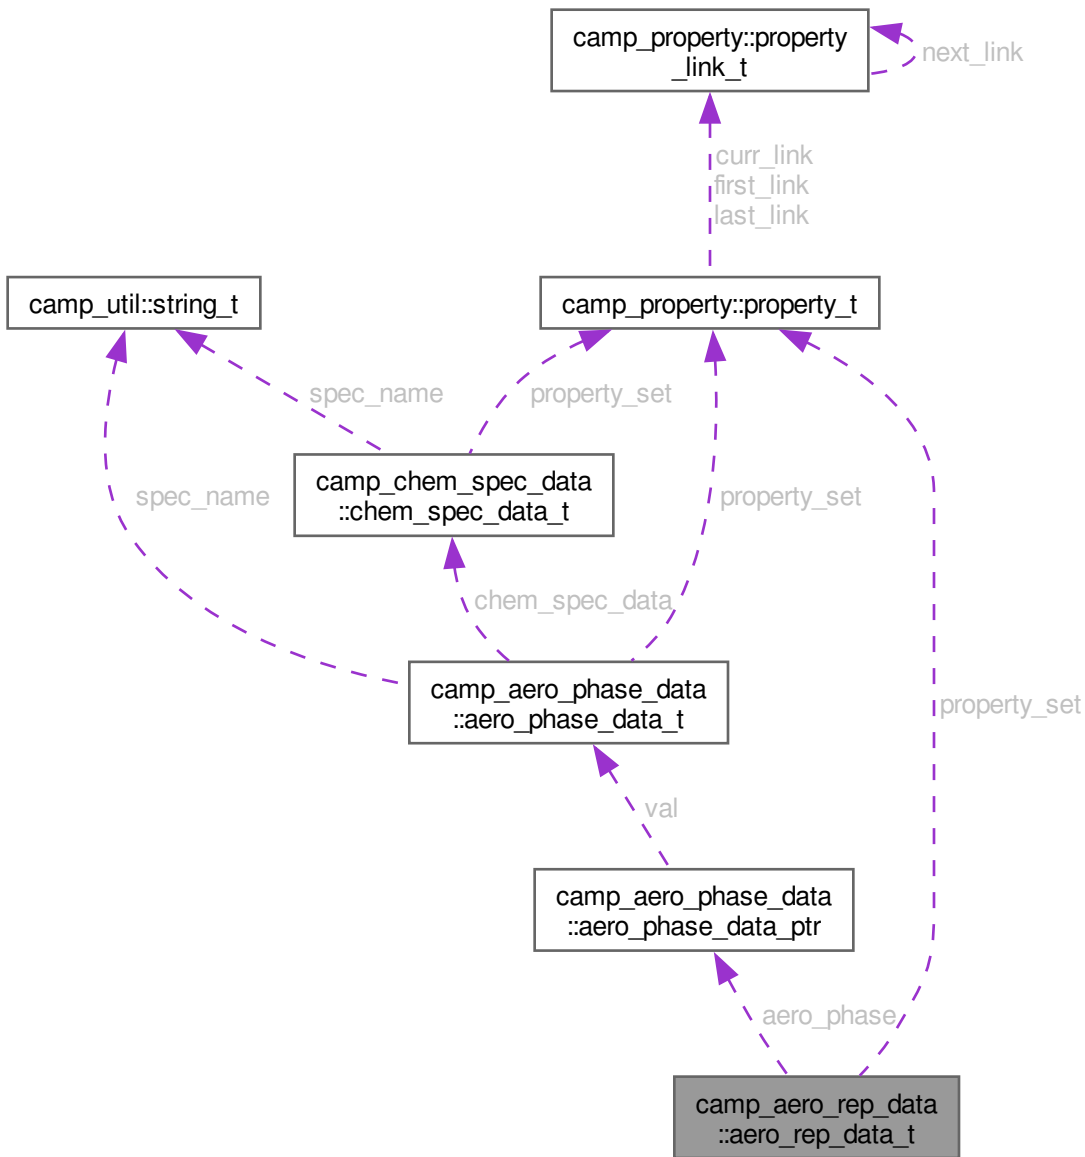 camp_property::property
_link_t
next_link
curr_link
first_link
last_link
camp_util::string_t
camp_property::property_t
spec_name
property_set
camp_chem_spec_data
::chem_spec_data_t
spec_name
property_set
chem_spec_data
camp_aero_phase_data
::aero_phase_data_t
property_set
val
camp_aero_phase_data
::aero_phase_data_ptr
aero_phase
camp_aero_rep_data
::aero_rep_data_t